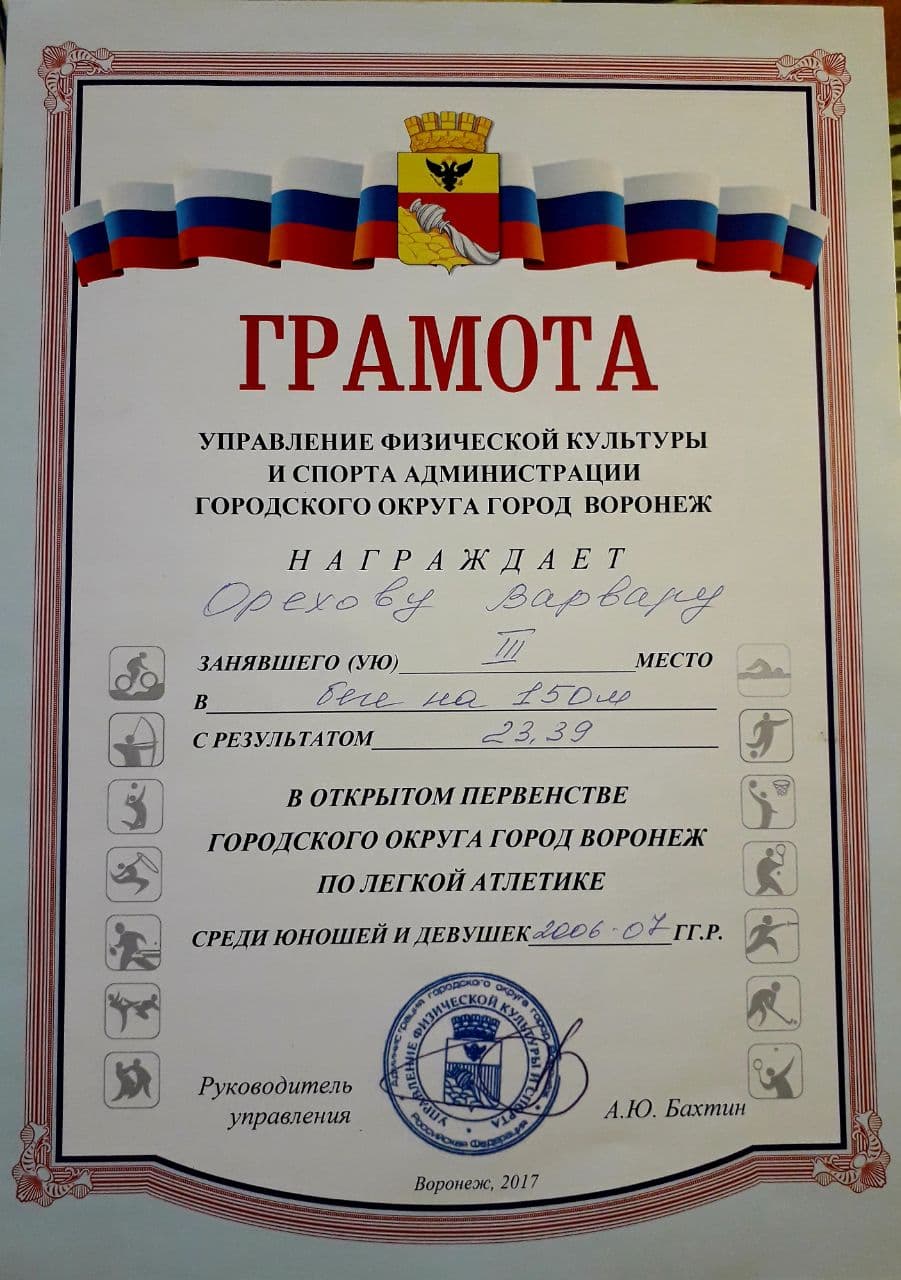 ГРАМОТА
УПРАВЛЕНИЕ ФИЗИЧЕСКОЙ КУЛЬТУРЫ
И СПОРТА АДМИНИСТРАЦИИ
ГОРОДСКОГО ОКРУГА ГОРОД ВОРОНЕЖ
НАГРАЖДАЕТ
Орехову Варвару
ЗАНЯВШЕГО (УЮ) III МЕСТО
В беге на 150м
С РЕЗУЛЬТАТОМ 23,39
В ОТКРЫТОМ ПЕРВЕНСТВЕ
ГОРОДСКОГО ОКРУГА ГОРОД ВОРОНЕЖ
ПО ЛЕГКОЙ АТЛЕТИКЕ
СРЕДИ ЮНОШЕЙ И ДЕВУШЕК 2006-07 ГГ.Р.
Администрация городского округа город
УПРАВЛЕНИЕ ФИЗИЧЕСКОЙ КУЛЬТУРЫ И СПОРТА
Российская Федерация
Руководитель
управления
А.Ю. Бахтин
Воронеж, 2017